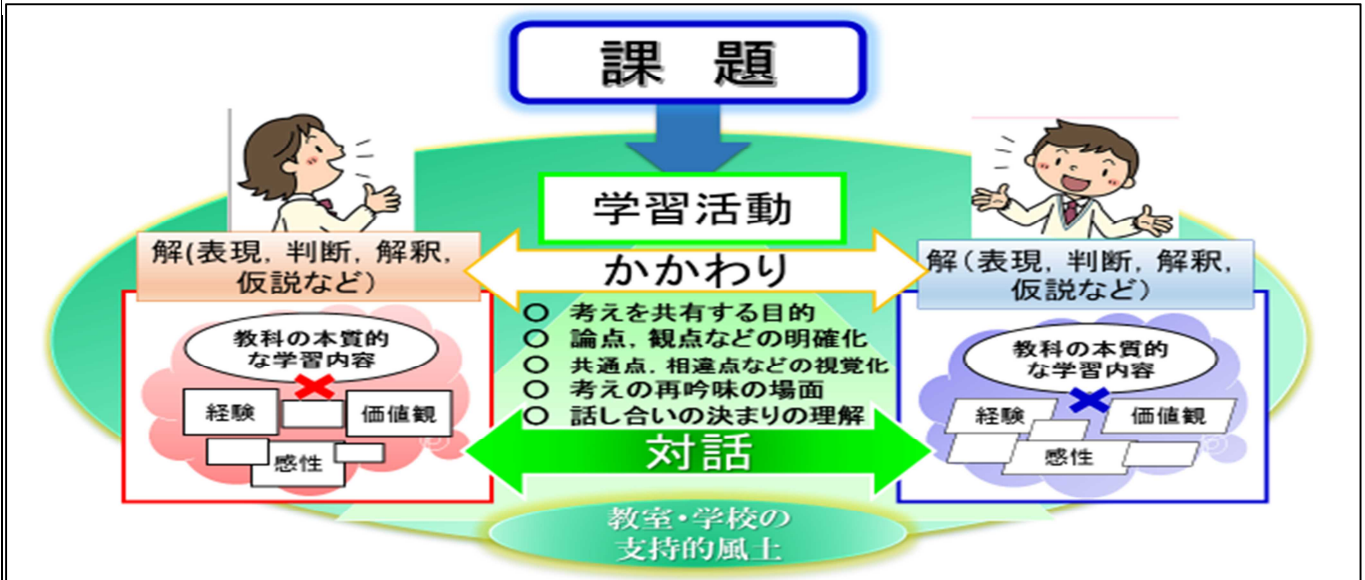 課 題
学習活動
解(表現, 判断, 解釈,
仮説など)
かかわり
解(表現, 判断, 解釈,
仮説など)
○ 考えを共有する目的
○ 論点, 観点などの明確化
○ 共通点, 相違点などの視覚化
○ 考えの再吟味の場面
○ 話し合いの決まりの理解
教科の本質的
な学習内容
経験
価値観
感性
教科の本質的
な学習内容
経験
価値観
感性
対話
教室・学校の
支持的風土